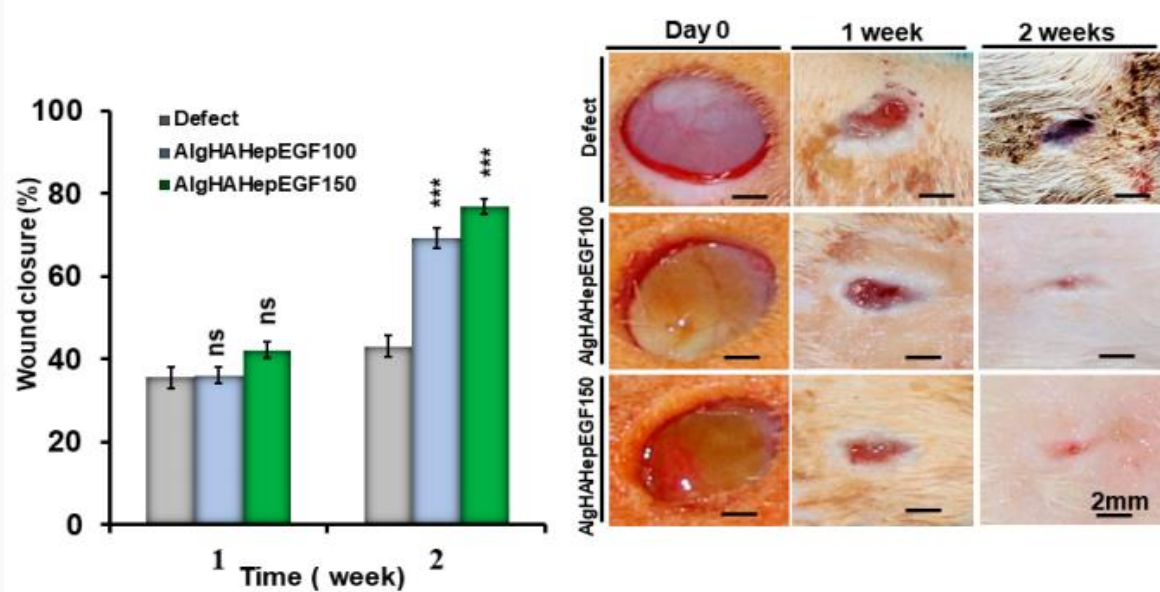 100
80
60
40
20
0
Wound closure (%)
Defect
AlgHAHepEGF100
AlgHAHepEGF150
ns
ns
***
***
1
2
Time ( week)
Day 0
1 week
2 weeks
Defect
AlgHAHepEGF100
AlgHAHepEGF150
2mm